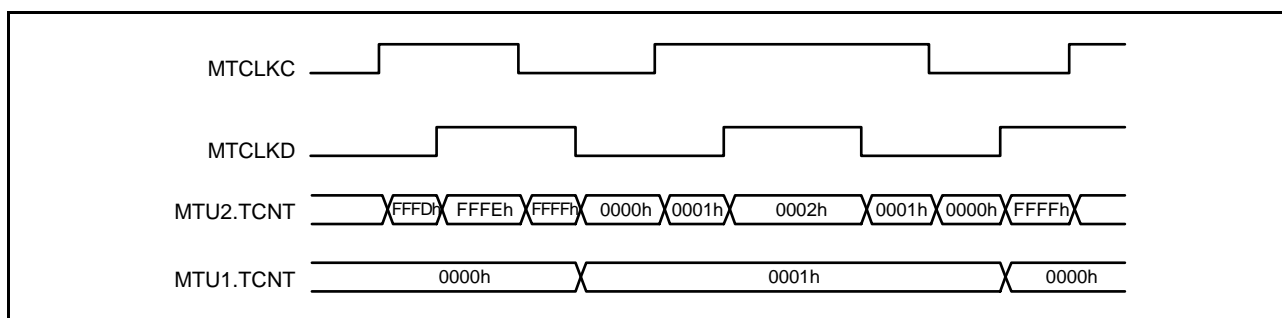 MTCLKC
MTCLKD
MTU2.TCNT FFFDh FFFEh FFFFh 0000h 0001h 0002h 0001h 0000h FFFFh
MTU1.TCNT 0000h 0001h 0000h